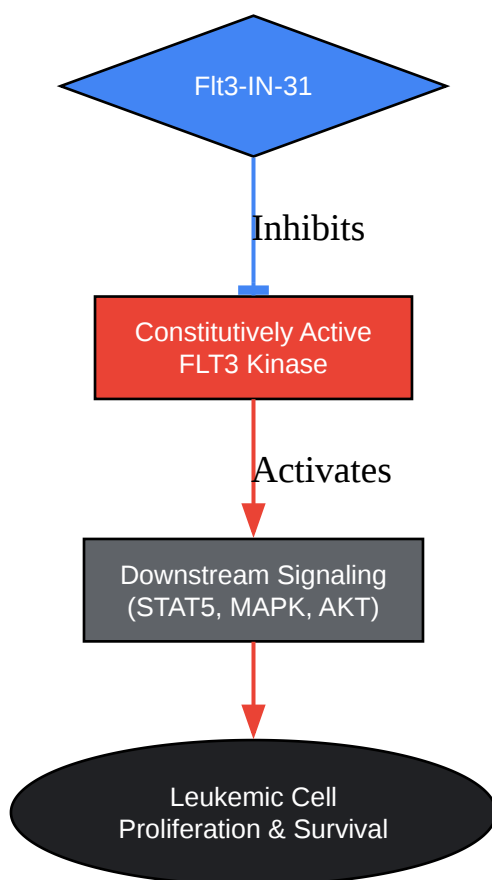 Flt3-IN-31
Inhibits
Constitutively Active
FLT3 Kinase
Activates
Downstream Signaling
(STAT5, MAPK, AKT)
Leukemic Cell
Proliferation & Survival